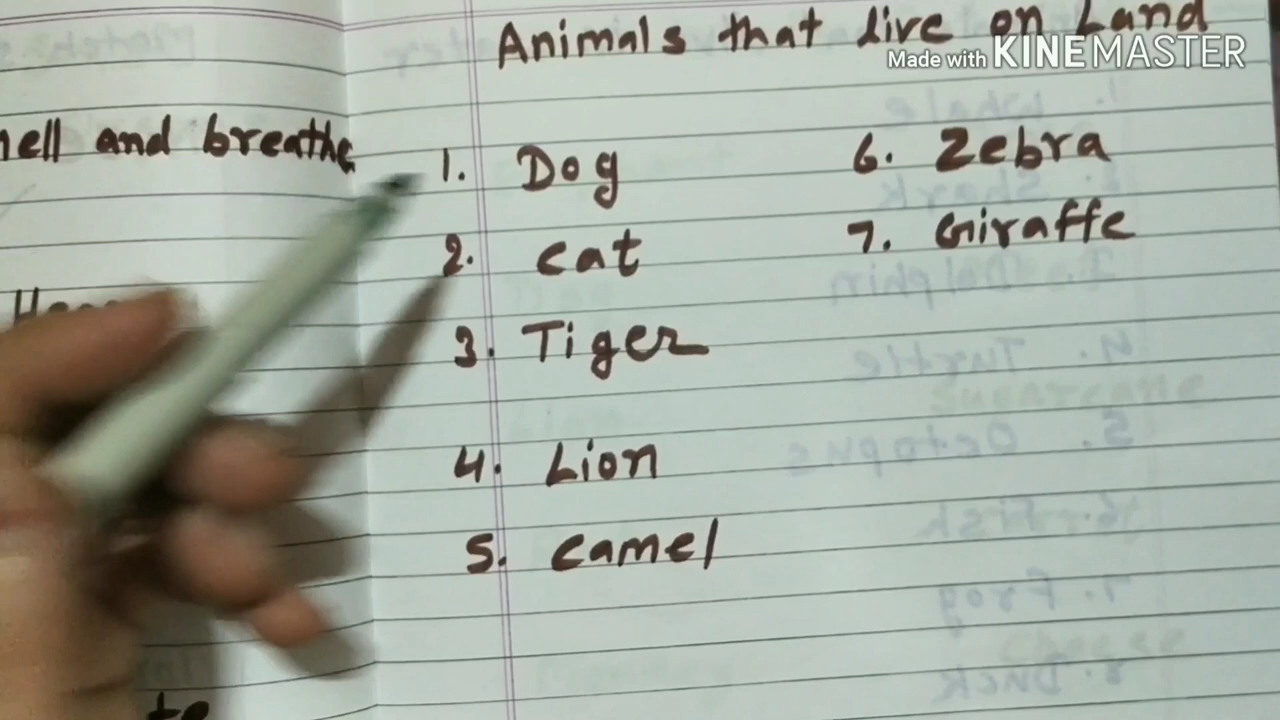 Animals that live on Land
Made with KINEMASTER
nell and breathe
1. Dog
2. cat
3. Tiger
4. Lion
5. camel
6. Zebra
7. Giraffe
te